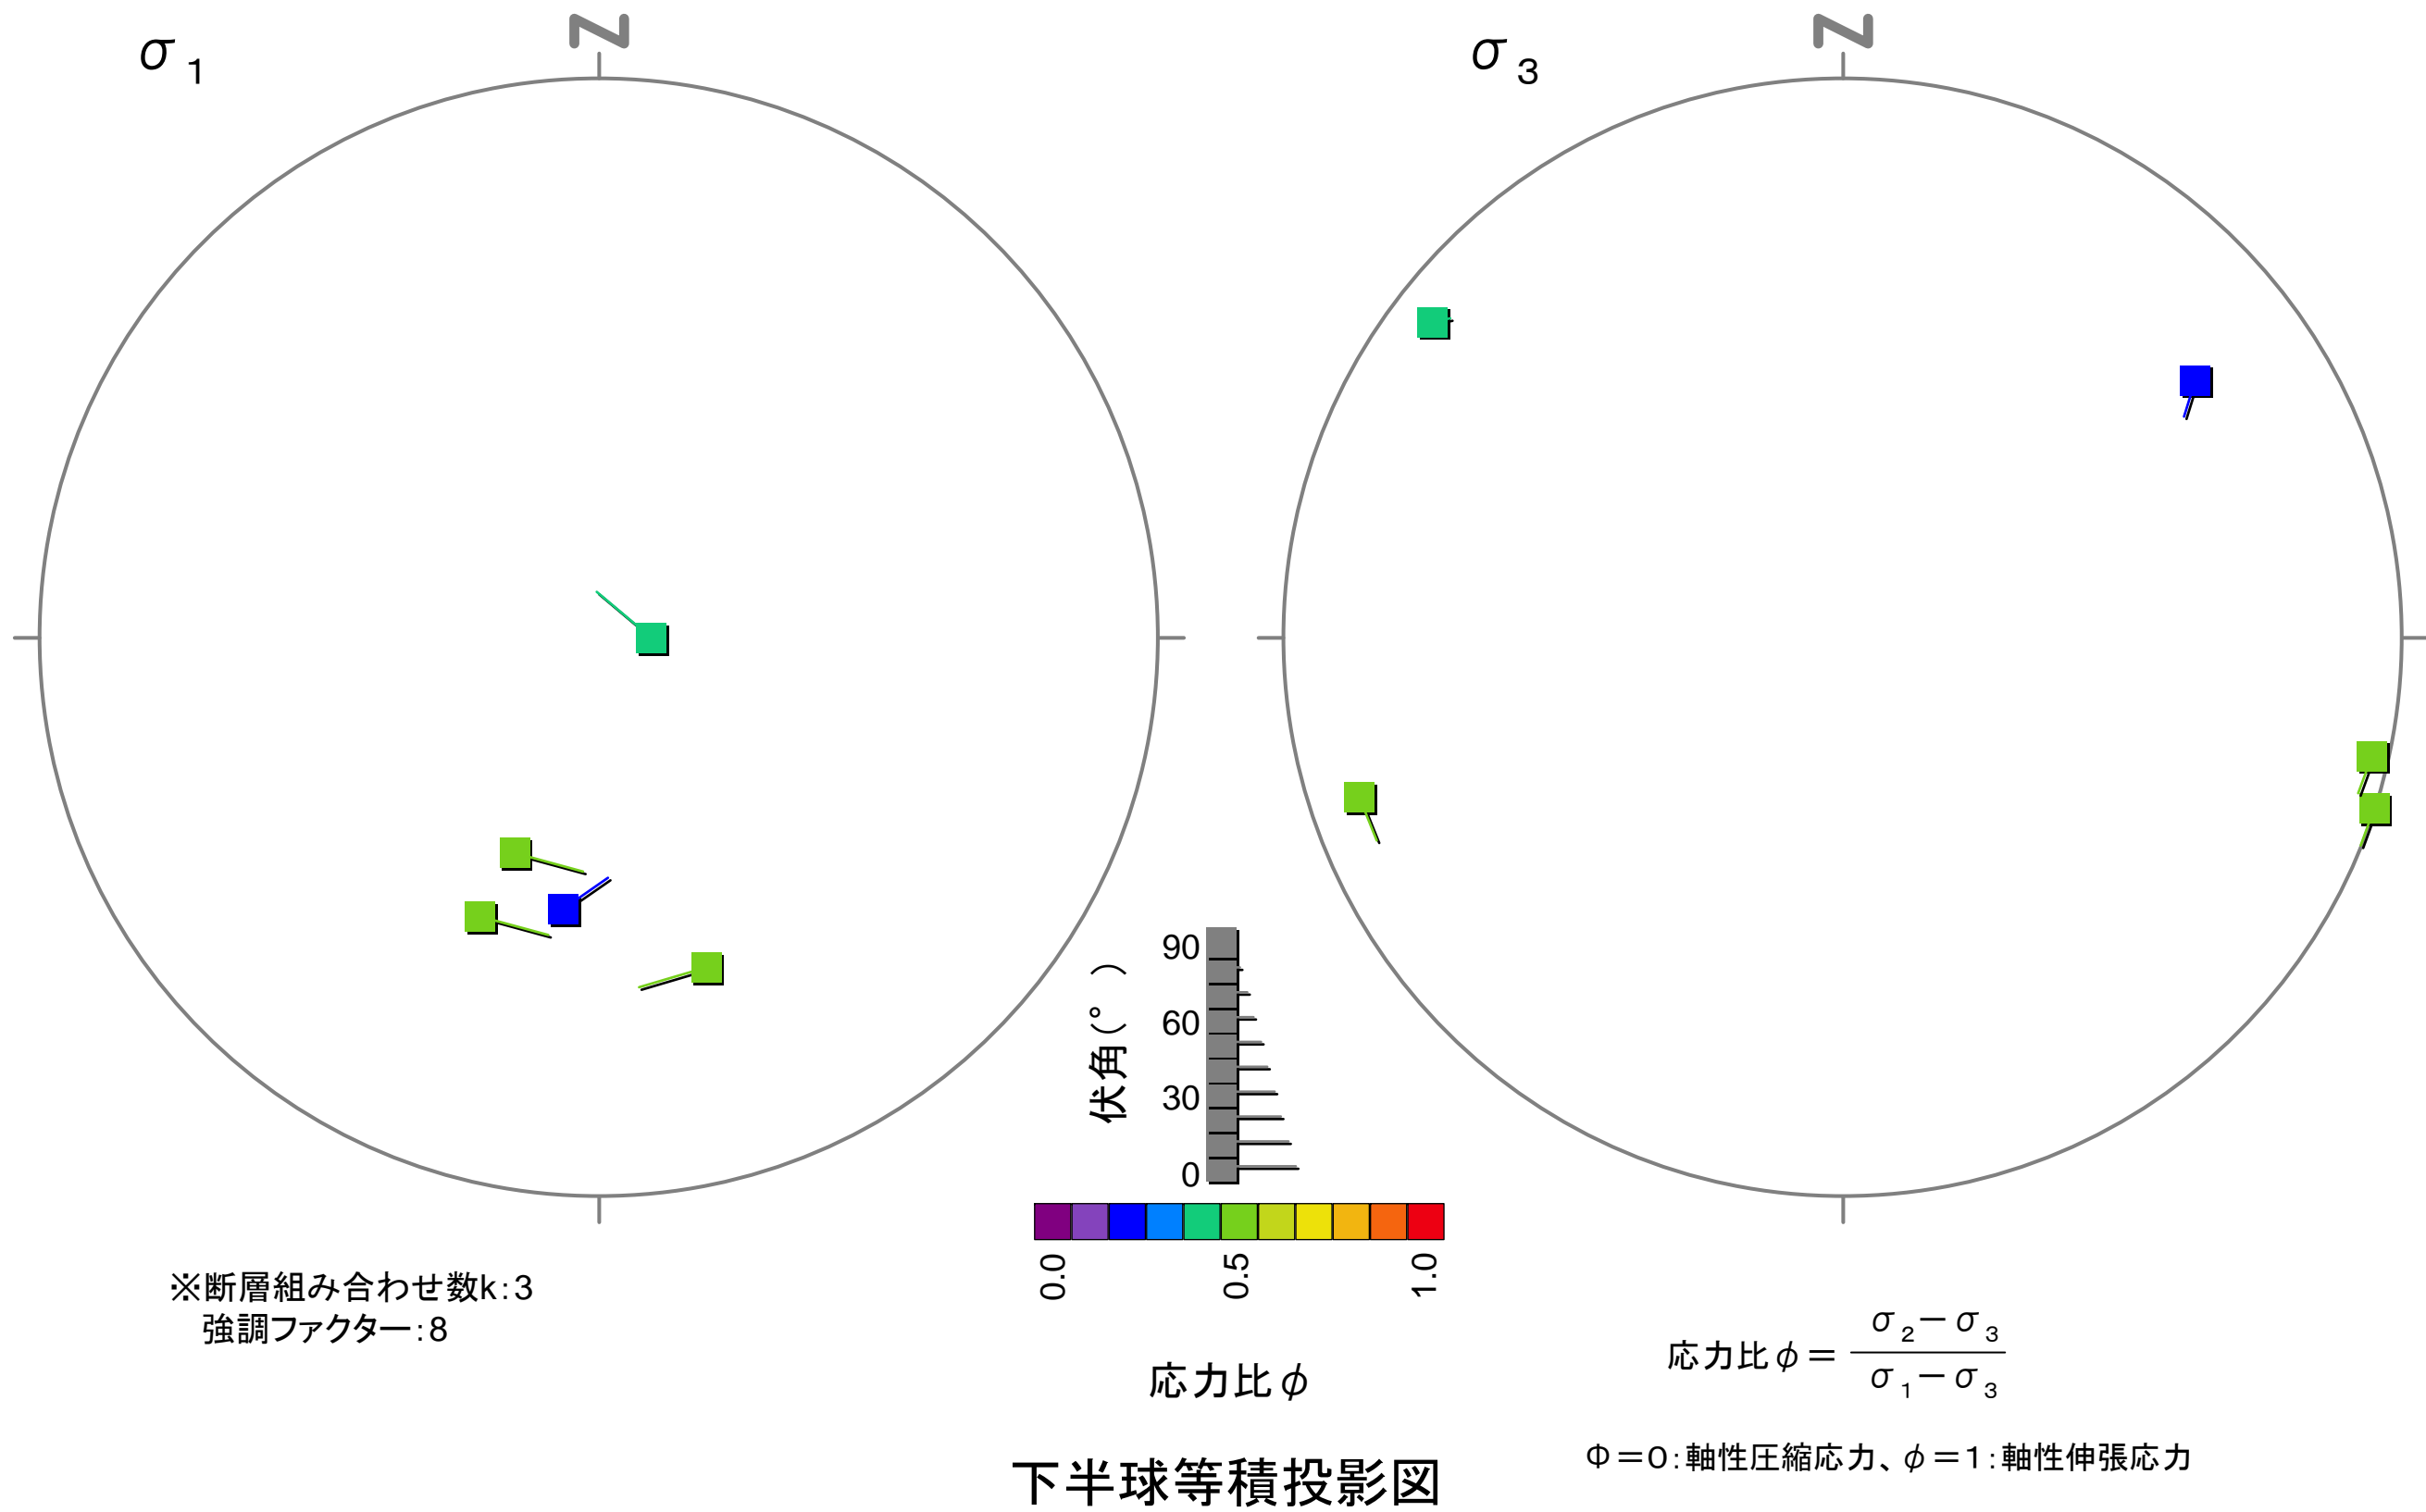 σ1
N
σ3
N
伏角(°)
90
60
30
0
0.0
0.5
1.0
応力比φ
※断層組み合わせ数k:3
強調ファクター:8
応力比φ=
σ2-σ3
σ1-σ3
Φ=0:軸性圧縮応力、φ=1:軸性伸張応力
下半球等積投影図